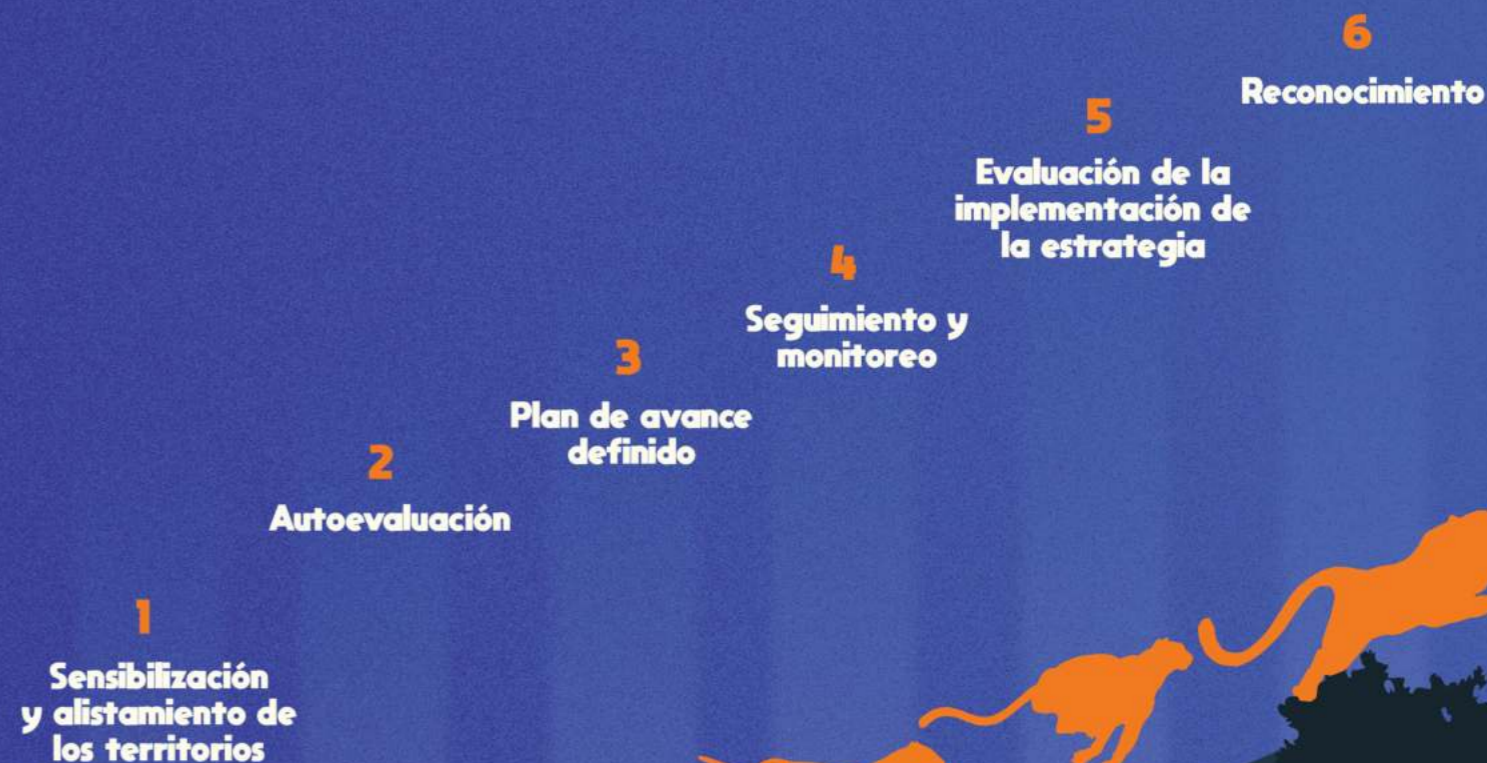 1
Sensibilización
y alistamiento de
los territorios
2
Autoevaluación
3
Plan de avance
definido
4
Seguimiento y
monitoreo
5
Evaluación de la
implementación de
la estrategia
6
Reconocimiento